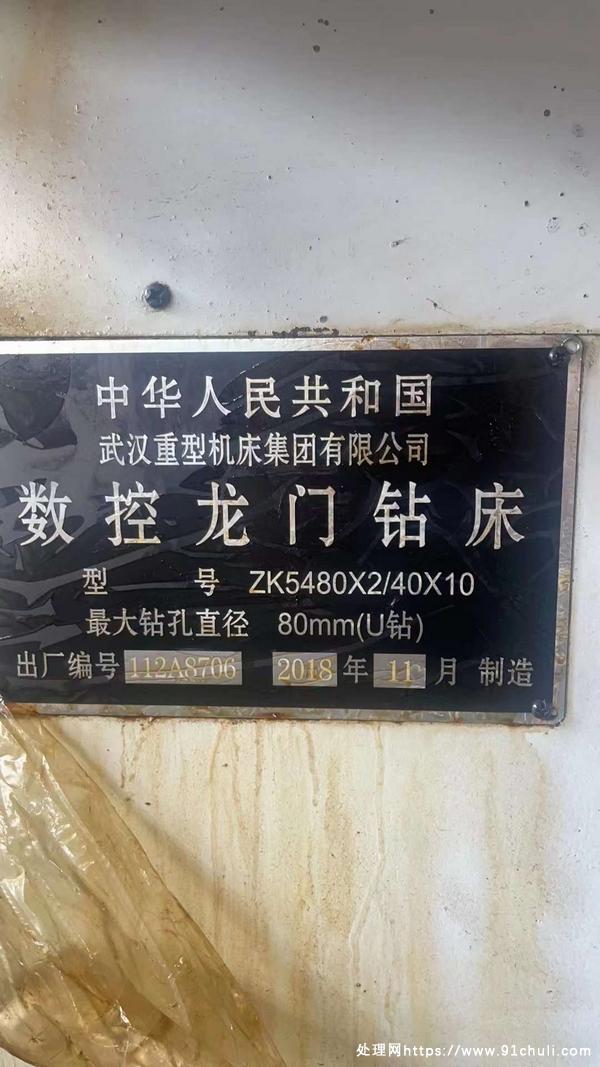 中华人民共和国
武汉重型机床集团有限公司
数控龙门钻床
型 号 ZK5480X2/40X10
最大钻孔直径 80mm(U钻)
出厂编号 112A8706 2018 年 11 月 制造
处理网https://www.91chuli.com